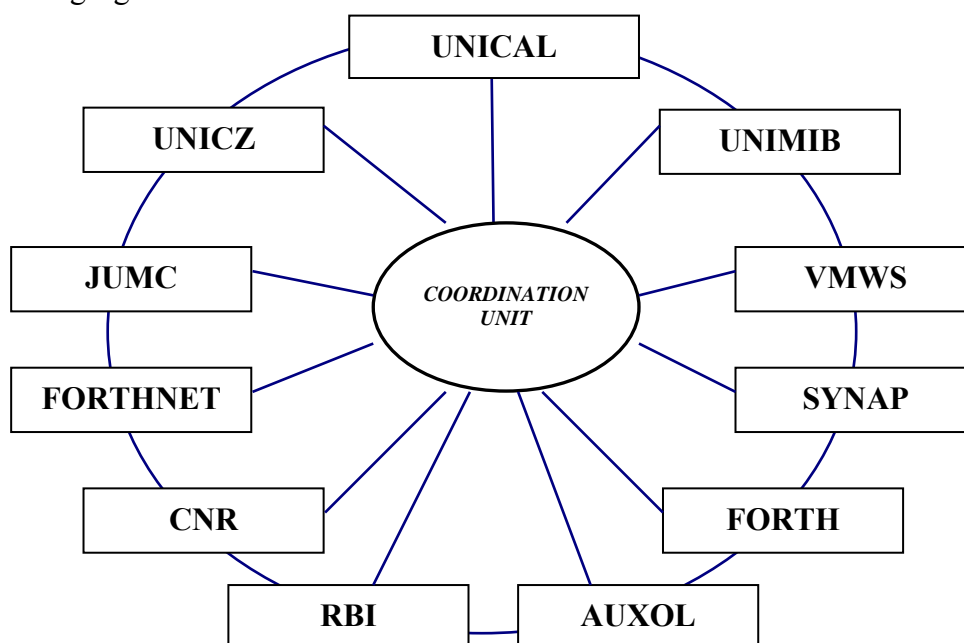 UNICAL
UNICZ
UNIMIB
JUMC
COORDINATION
UNIT
VMWS
FORTHNET
SYNAP
CNR
FORTH
RBI
AUXOL